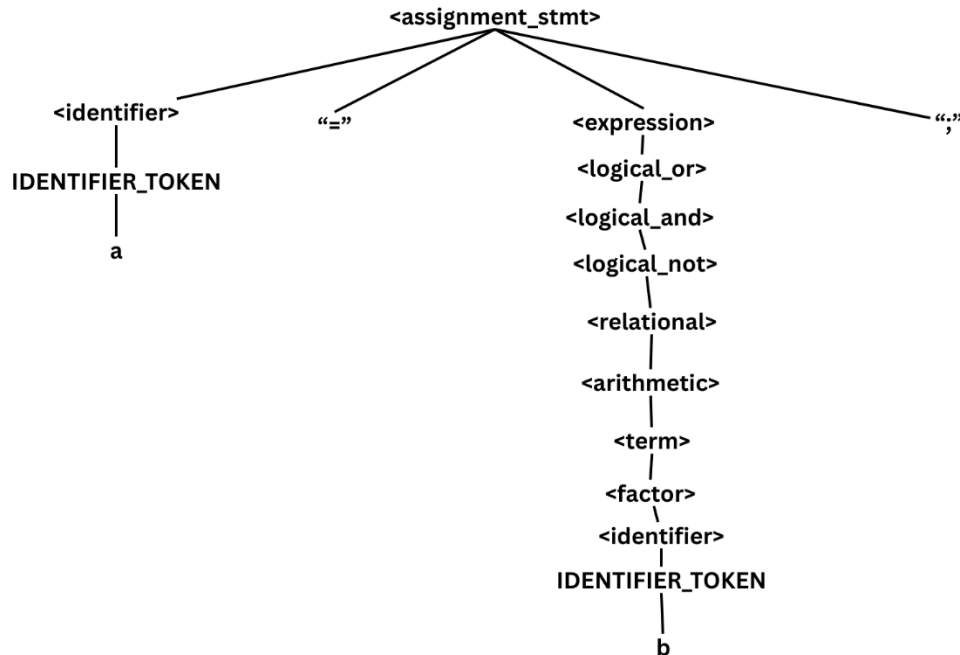 <assignment_stmt>
<identifier> “=” <expression> “;”
<logical_or>
IDENTIFIER_TOKEN
<logical_and>
a
<logical_not>
<relational>
<arithmetic>
<term>
<factor>
<identifier>
IDENTIFIER_TOKEN
b